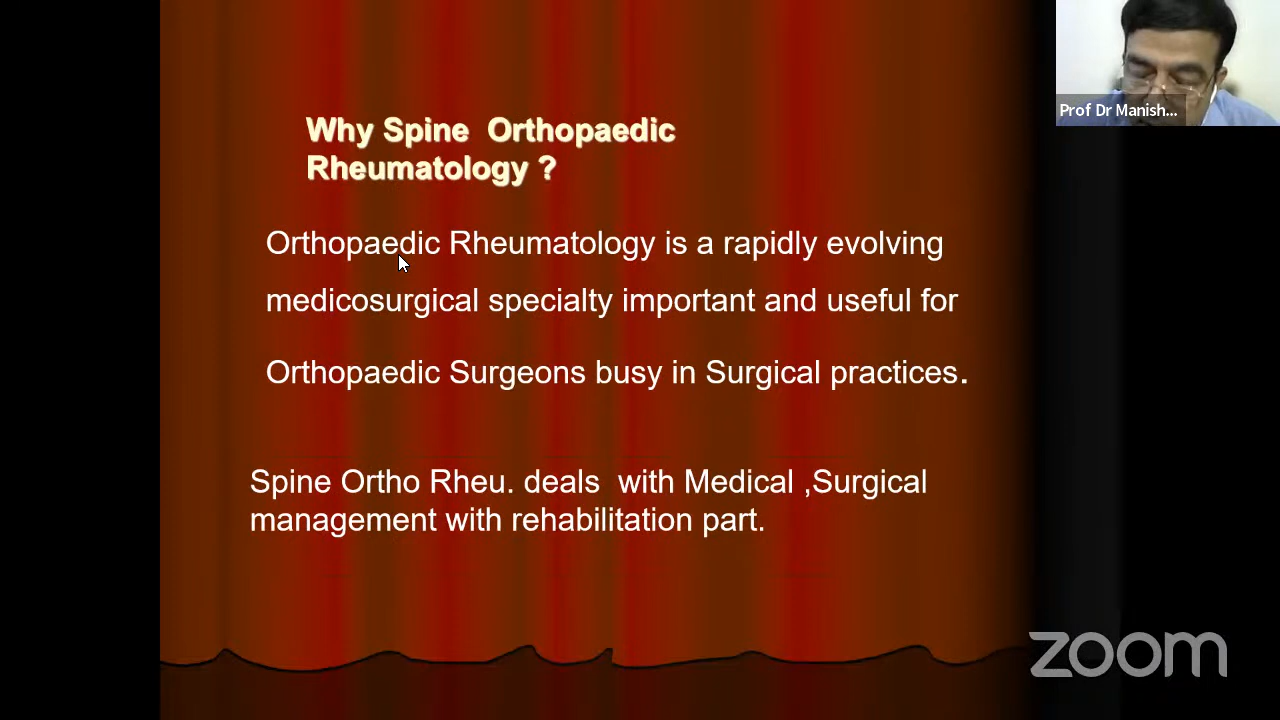 Why Spine  Orthopaedic
Rheumatology ?
Orthopaedic Rheumatology is a rapidly evolving
medicosurgical specialty important and useful for
Orthopaedic Surgeons busy in Surgical practices.
Spine Ortho Rheu. deals  with Medical ,Surgical
management with rehabilitation part.
Prof Dr Manish...
zoom